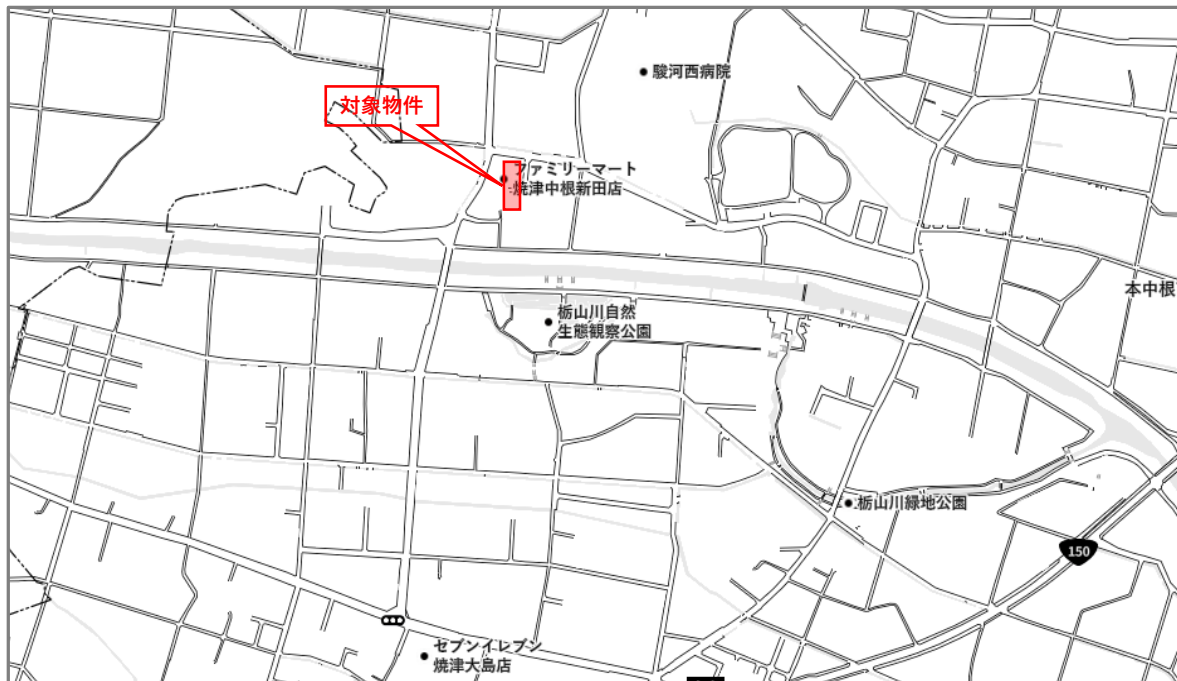 駿河西病院
対象物件
ファミリーマート
焼津中根新田店
本中根
栃山川自然
生態観察公園
栃山川緑地公園
150
セブンイレブン
焼津大島店